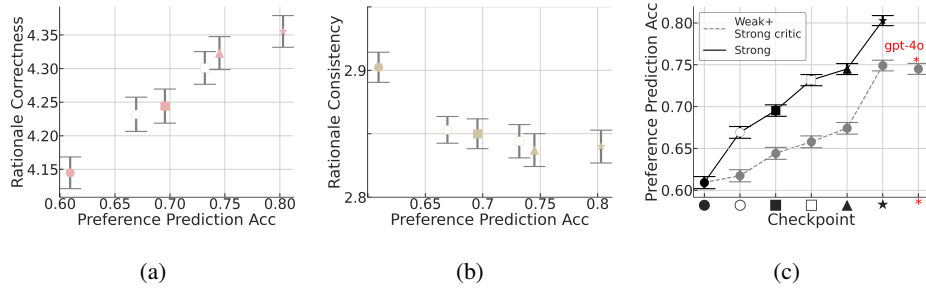 Rationale Correctness
4.35
4.30
4.25
4.20
4.15
0.60
0.65
0.70
0.75
0.80
Preference Prediction Acc
(a)
Rationale Consistency
2.9
2.8
0.65
0.70
0.75
0.80
Preference Prediction Acc
(b)
Preference Prediction Acc
0.80
0.75
0.70
0.65
0.60
Weak+
Strong critic
Strong
gpt-4o
*
*
Checkpoint
(c)